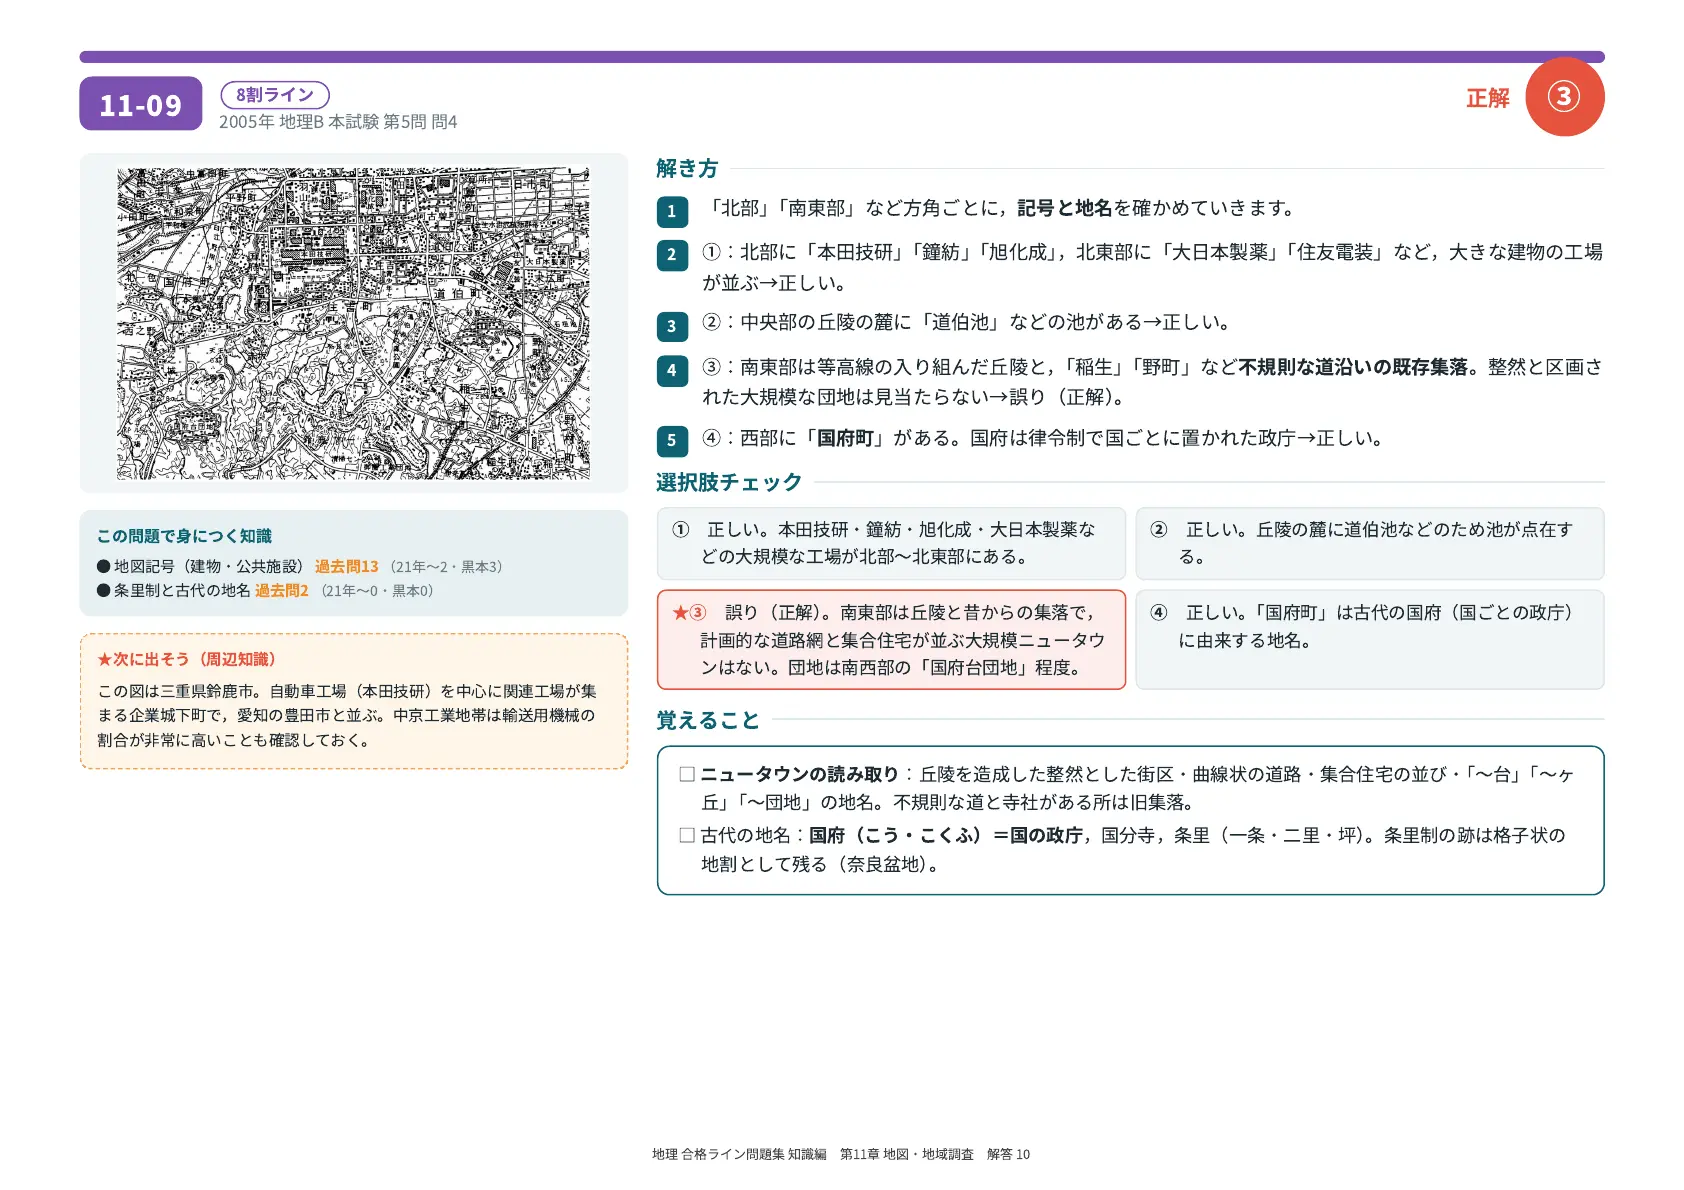 11-09
8割ライン
2005年 地理B 本試験 第5問 問4
正解 ③
平野町
国府町
本田技研
住吉町
道伯町
西之野
この問題で身につく知識
● 地図記号（建物・公共施設） 過去問13 （21年〜2・黒本3）
● 条里制と古代の地名 過去問2 （21年〜0・黒本0）
★次に出そう（周辺知識）
この図は三重県鈴鹿市。自動車工場（本田技研）を中心に関連工場が集
まる企業城下町で，愛知の豊田市と並ぶ。中京工業地帯は輸送用機械の
割合が非常に高いことも確認しておく。
解き方
1 「北部」「南東部」など方角ごとに，記号と地名を確かめていきます。
2 ①：北部に「本田技研」「鐘紡」「旭化成」，北東部に「大日本製薬」「住友電装」など，大きな建物の工場
が並ぶ→正しい。
3 ②：中央部の丘陵の麓に「道伯池」などの池がある→正しい。
4 ③：南東部は等高線の入り組んだ丘陵と，「稲生」「野町」など不規則な道沿いの既存集落。整然と区画さ
れた大規模な団地は見当たらない→誤り（正解）。
5 ④：西部に「国府町」がある。国府は律令制で国ごとに置かれた政庁→正しい。
選択肢チェック
① 正しい。本田技研・鐘紡・旭化成・大日本製薬な
どの大規模な工場が北部〜北東部にある。
② 正しい。丘陵の麓に道伯池などのため池が点在す
る。
★③ 誤り（正解）。南東部は丘陵と昔からの集落で，
計画的な道路網と集合住宅が並ぶ大規模ニュータウ
ンはない。団地は南西部の「国府台団地」程度。
④ 正しい。「国府町」は古代の国府（国ごとの政庁）
に由来する地名。
覚えること
□ ニュータウンの読み取り：丘陵を造成した整然とした街区・曲線状の道路・集合住宅の並び・「〜台」「〜ヶ
丘」「〜団地」の地名。不規則な道と寺社がある所は旧集落。
□ 古代の地名：国府（こう・こくふ）＝国の政庁，国分寺，条里（一条・二里・坪）。条里制の跡は格子状の
地割として残る（奈良盆地）。
地理 合格ライン問題集 知識編 第11章 地図・地域調査 解答 10